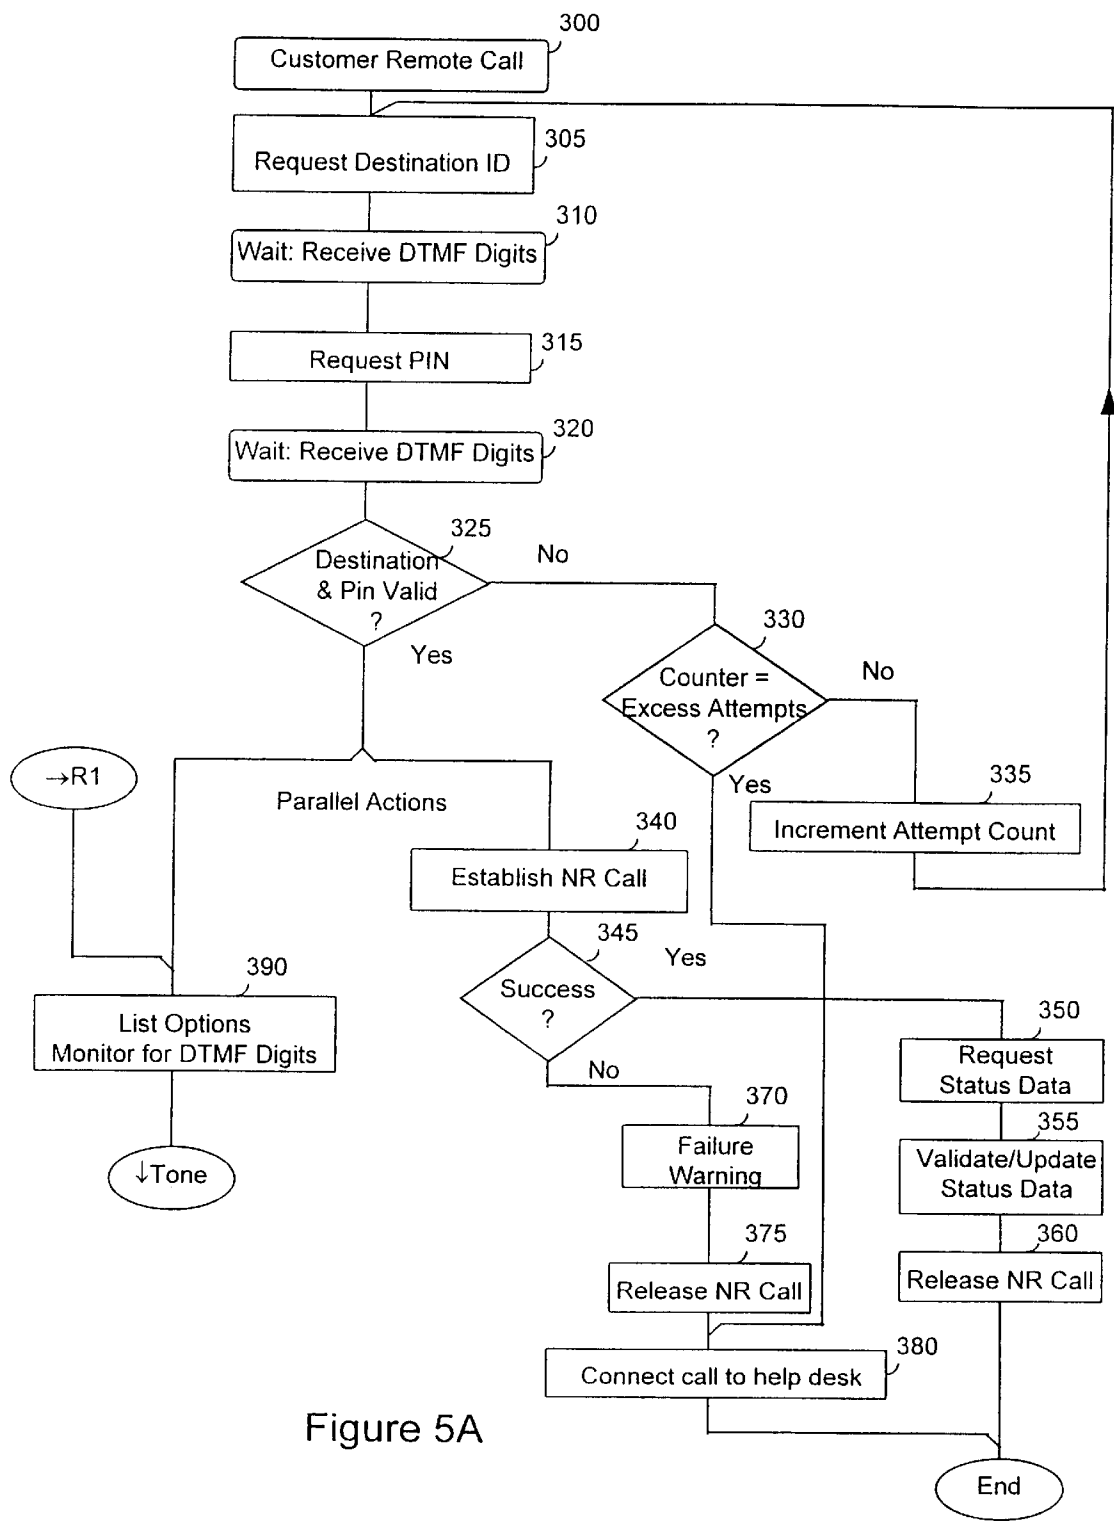 300
Customer Remote Call
305
Request Destination ID
310
Wait: Receive DTMF Digits
315
Request PIN
320
Wait: Receive DTMF Digits
325
Destination
& Pin Valid
?
No
Yes
330
Counter =
Excess Attempts
?
No
Yes
335
Increment Attempt Count
→R1
Parallel Actions
340
Establish NR Call
345
Success
?
Yes
No
390
List Options
Monitor for DTMF Digits
↓Tone
350
Request
Status Data
355
Validate/Update
Status Data
360
Release NR Call
370
Failure
Warning
375
Release NR Call
380
Connect call to help desk
Figure 5A
End